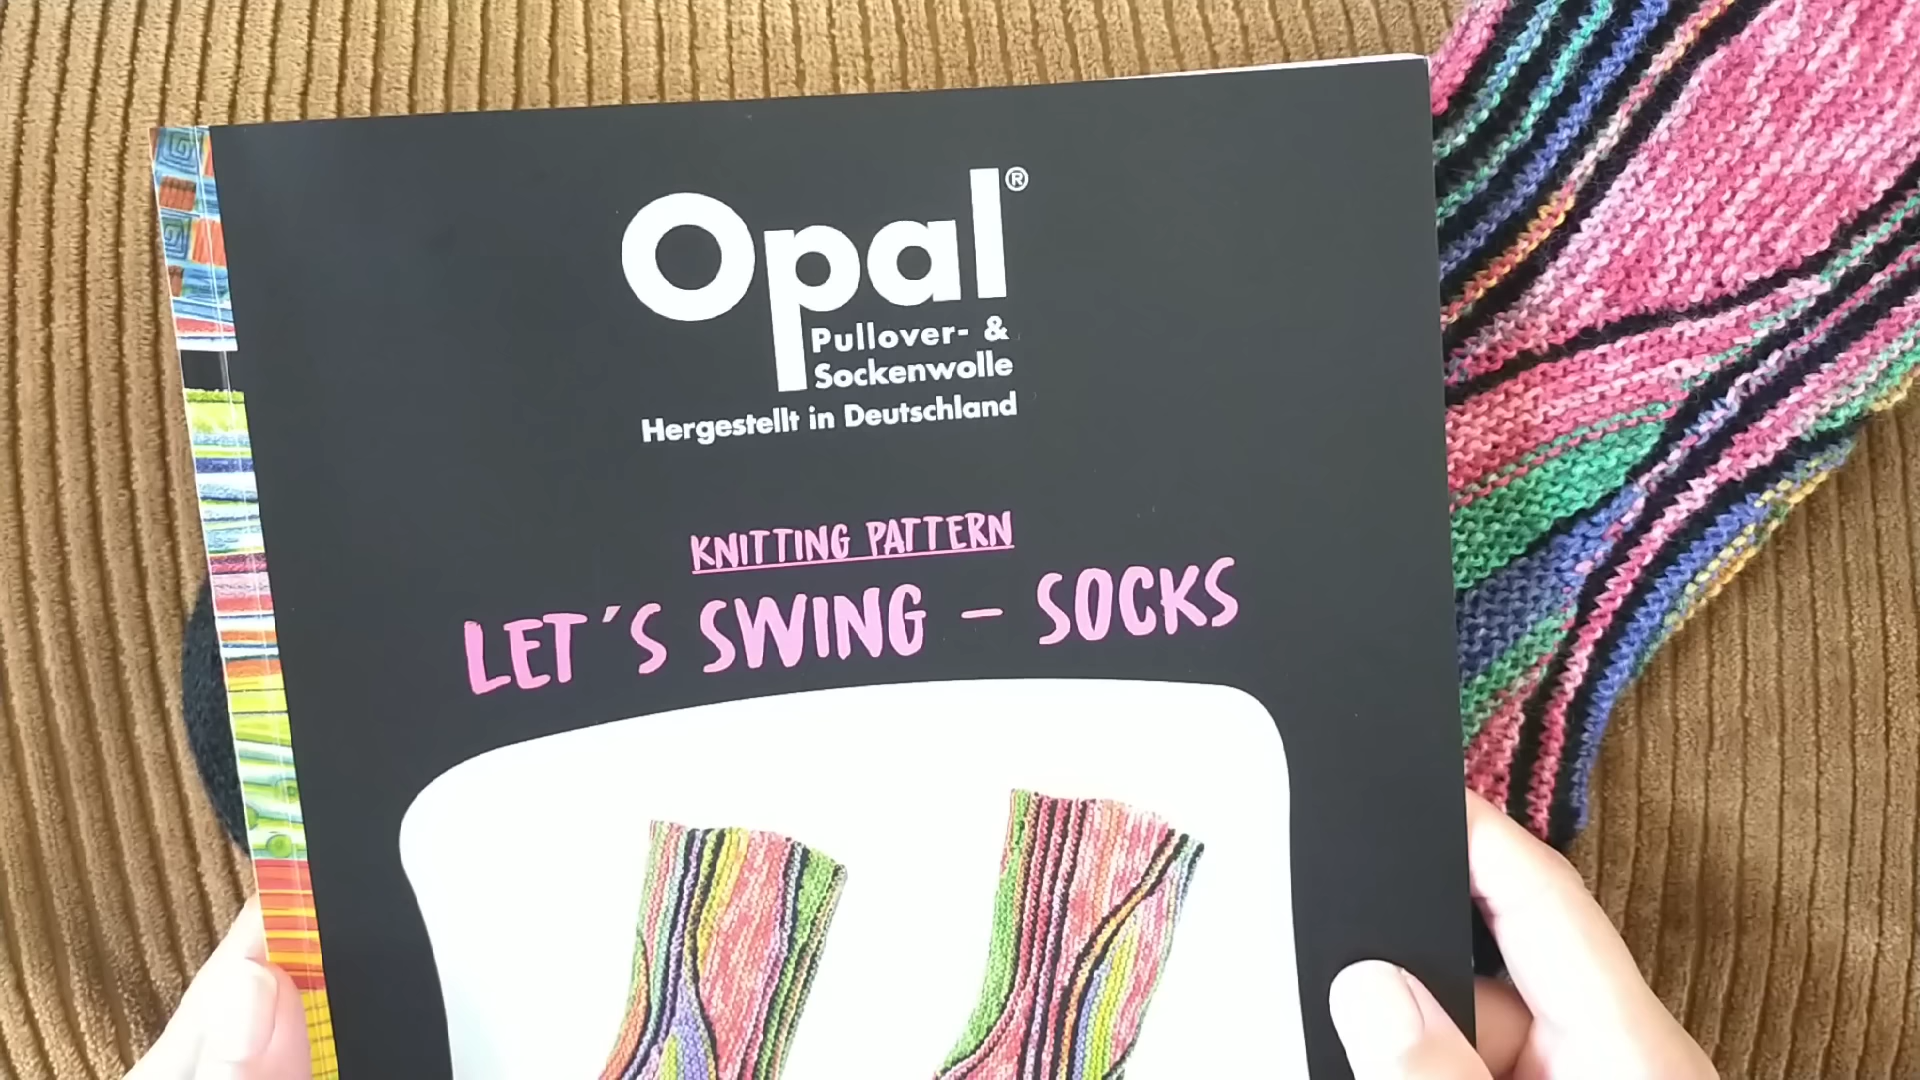 Opal®
Pullover- &
Sockenwolle
Hergestellt in Deutschland
KNITTING PATTERN
LET´S SWING - SOCKS